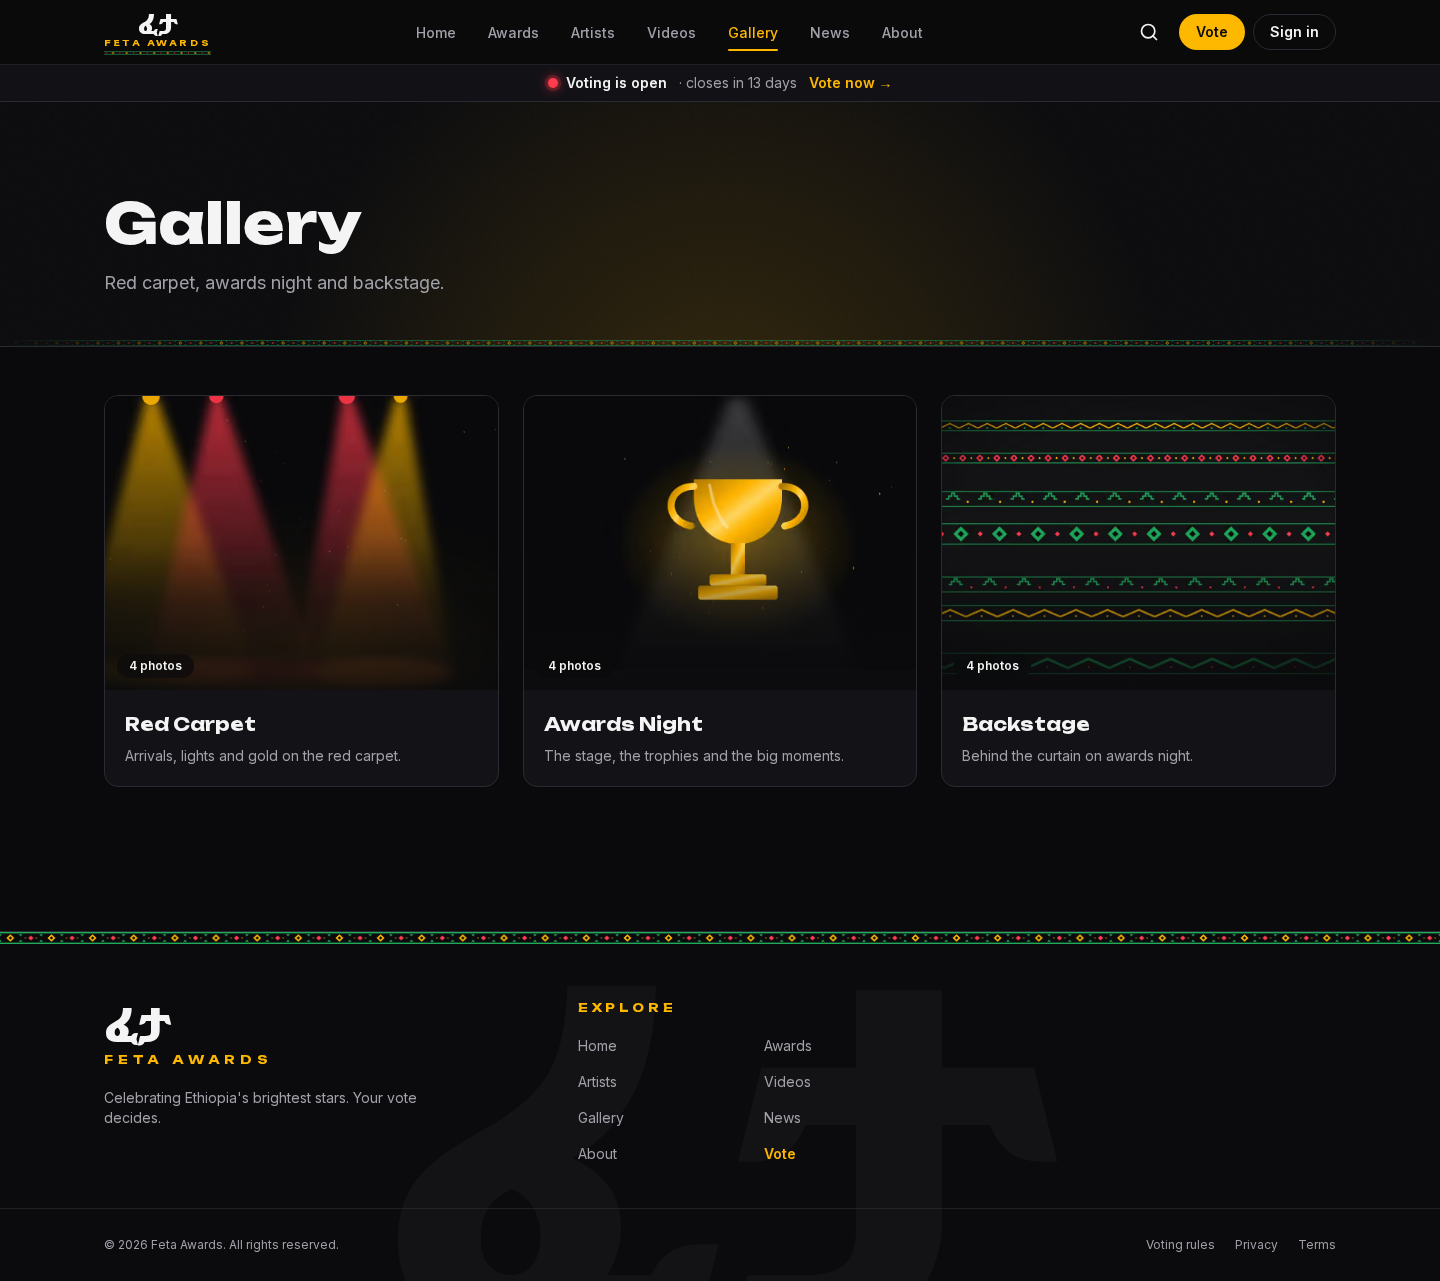 ፈታ
FETA AWARDS
Home Awards Artists Videos Gallery News About
Vote Sign in
Voting is open · closes in 13 days Vote now →
Gallery
Red carpet, awards night and backstage.
4 photos
Red Carpet
Arrivals, lights and gold on the red carpet.
4 photos
Awards Night
The stage, the trophies and the big moments.
4 photos
Backstage
Behind the curtain on awards night.
ፈታ
FETA AWARDS
Celebrating Ethiopia's brightest stars. Your vote
decides.
EXPLORE
Home Awards
Artists Videos
Gallery News
About Vote
© 2026 Feta Awards. All rights reserved.
Voting rules Privacy Terms